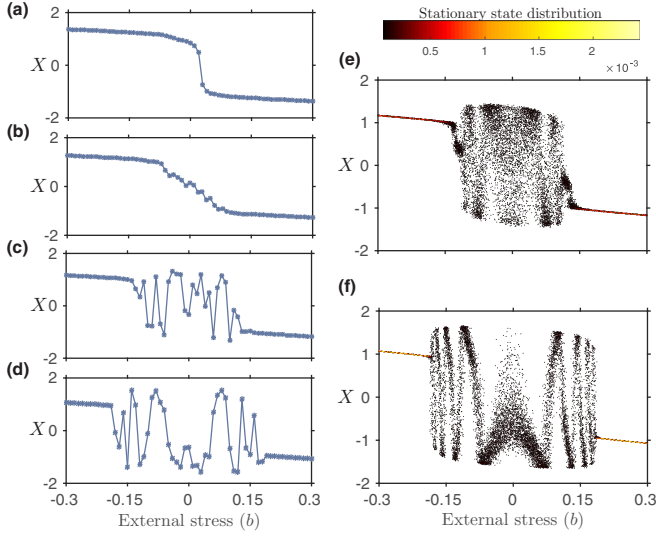 (a)
2
X 0
-2
(b)
2
X 0
-2
(c)
2
X 0
-2
(d)
2
X 0
-2
-0.3 -0.15 0 0.15 0.3
External stress (b)
Stationary state distribution
0.5 1 1.5 2
×10⁻³
(e)
2
1
X 0
-1
-2
(f)
2
1
X 0
-1
-2
-0.3 -0.15 0 0.15 0.3
External stress (b)